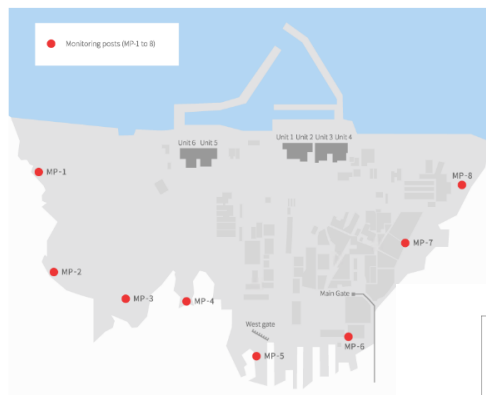 Monitoring posts (MP-1 to 8)
Unit 6 Unit 5
Unit 1 Unit 2 Unit 3 Unit 4
MP-1
MP-8
MP-7
MP-2
MP-3
MP-4
Main Gate
West gate
MP-6
MP-5